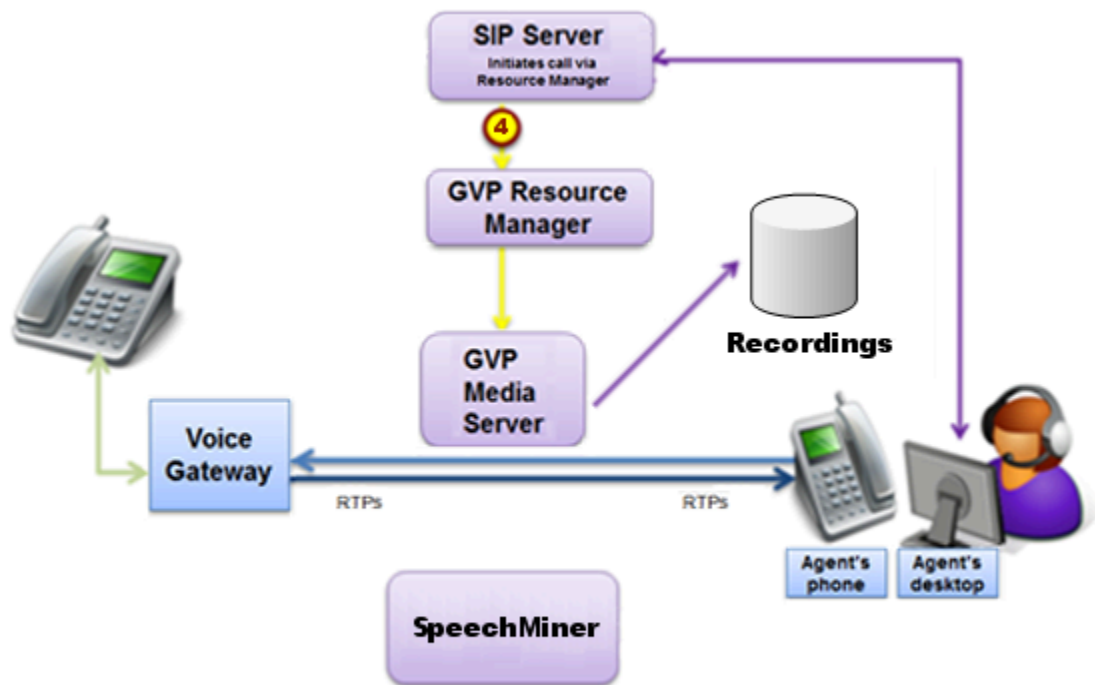 SIP Server
Initiates call via
Resource Manager
4
GVP Resource
Manager
GVP
Media
Server
Recordings
Voice
Gateway
RTPs
RTPs
Agent's
phone
Agent's
desktop
SpeechMiner